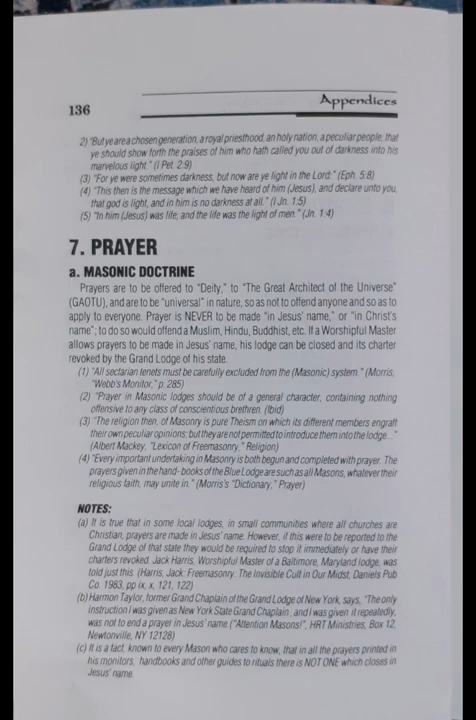 136
Appendices
2) "But ye are a chosen generation, a royal priesthood, an holy nation, a peculiar people; that
ye should show forth the praises of him who hath called you out of darkness into his
marvelous light." (I Pet. 2:9)
(3) "For ye were sometimes darkness, but now are ye light in the Lord:" (Eph. 5:8)
(4) "This then is the message which we have heard of him (Jesus), and declare unto you,
that god is light, and in him is no darkness at all." (I Jn. 1:5)
(5) "In him (Jesus) was life; and the life was the light of men." (Jn. 1:4)
7. PRAYER
a. MASONIC DOCTRINE
Prayers are to be offered to "Deity," to "The Great Architect of the Universe"
(GAOTU), and are to be "universal" in nature, so as not to offend anyone and so as to
apply to everyone. Prayer is NEVER to be made "in Jesus' name," or "in Christ's
name"; to do so would offend a Muslim, Hindu, Buddhist, etc. If a Worshipful Master
allows prayers to be made in Jesus' name, his lodge can be closed and its charter
revoked by the Grand Lodge of his state.
(1) "All sectarian tenets must be carefully excluded from the (Masonic) system." (Morris,
"Webb's Monitor," p. 285)
(2) "Prayer in Masonic lodges should be of a general character, containing nothing
offensive to any class of conscientious brethren. (Ibid)
(3) "The religion then, of Masonry is pure Theism on which its different members engraft
their own peculiar opinions; but they are not permitted to introduce them into the lodge..."
(Albert Mackey, "Lexicon of Freemasonry," Religion)
(4) "Every important undertaking in Masonry is both begun and completed with prayer. The
prayers given in the hand-books of the Blue Lodge are such as all Masons, whatever their
religious faith, may unite in." (Morris's "Dictionary," Prayer)
NOTES:
(a) It is true that in some local lodges, in small communities where all churches are
Christian, prayers are made in Jesus' name. However, if this were to be reported to the
Grand Lodge of that state they would be required to stop it immediately or have their
charters revoked. Jack Harris, Worshipful Master of a Baltimore, Maryland lodge, was
told just this. (Harris, Jack: Freemasonry: The Invisible Cult in Our Midst, Daniels Pub
Co. 1983, pp ix, x, 121, 122)
(b) Harmon Taylor, former Grand Chaplain of the Grand Lodge of New York, says, "The only
instruction I was given as New York State Grand Chaplain, and I was given it repeatedly,
was not to end a prayer in Jesus' name ("Attention Masons!", HRT Ministries, Box 12,
Newtonville, NY 12128)
(c) It is a fact, known to every Mason who cares to know, that in all the prayers printed in
his monitors, handbooks and other guides to rituals there is NOT ONE which closes in
Jesus' name.